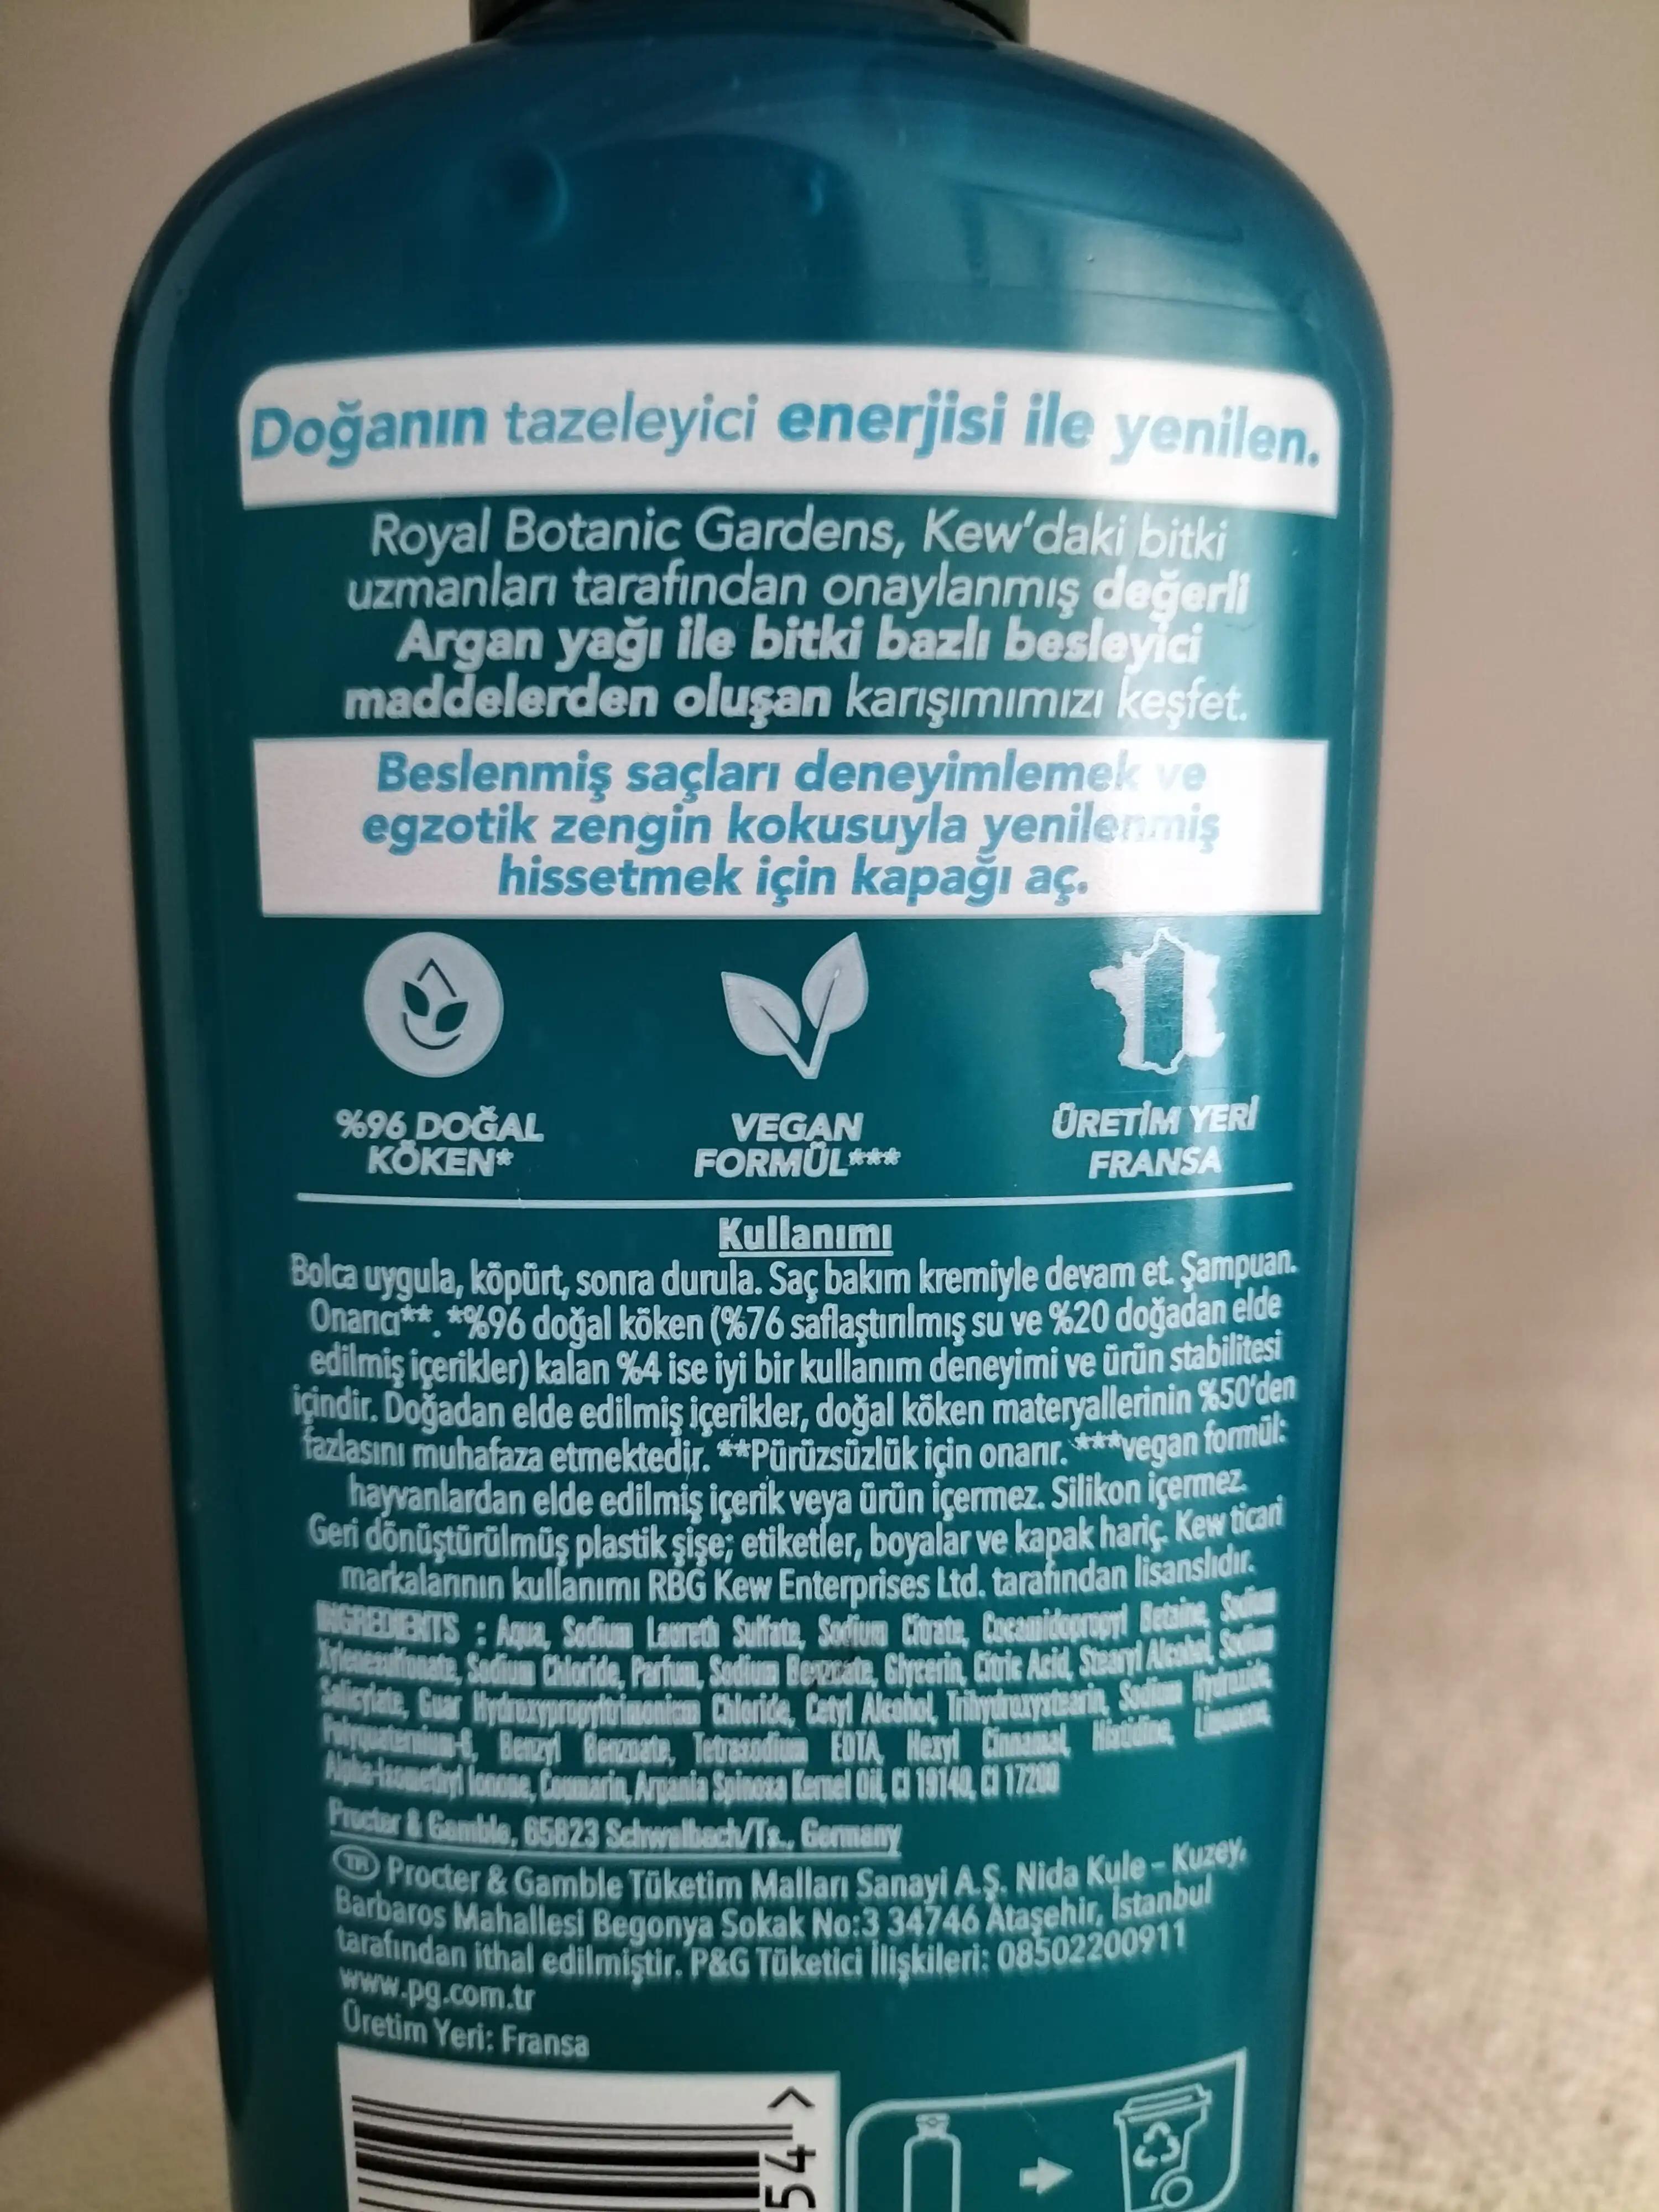 Doğanın tazeleyici enerjisi ile yenilen.
Royal Botanic Gardens, Kew'daki bitki
uzmanları tarafından onaylanmış değerli
Argan yağı ile bitki bazlı besleyici
maddelerden oluşan karışımımızı keşfet.
Beslenmiş saçları deneyimlemek ve
egzotik zengin kokusuyla yenilenmiş
hissetmek için kapağı aç.
%96 DOĞAL
KÖKEN*
VEGAN
FORMÜL***
ÜRETİM YERİ
FRANSA
Kullanımı
Bolca uygula, köpürt, sonra durula. Saç bakım kremiyle devam et. Şampuan.
Onarıcı**. *%96 doğal köken (%76 saflaştırılmış su ve %20 doğadan elde
edilmiş içerikler) kalan %4 ise iyi bir kullanım deneyimi ve ürün stabilitesi
içindir. Doğadan elde edilmiş içerikler, doğal köken materyallerinin %50'den
fazlasını muhafaza etmektedir. **Pürüzsüzlük için onarır. ***vegan formül:
hayvanlardan elde edilmiş içerik veya ürün içermez. Silikon içermez.
Geri dönüştürülmüş plastik şişe; etiketler, boyalar ve kapak hariç. Kew ticari
markalarının kullanımı RBG Kew Enterprises Ltd. tarafından lisanslıdır.
INGREDIENTS : Aqua, Sodium Laureth Sulfate, Sodium Citrate, Cocamidopropyl Betaine, Sodium
Xylenesulfonate, Sodium Chloride, Parfum, Sodium Benzoate, Glycerin, Citric Acid, Stearyl Alcohol, Sodium
Salicylate, Guar Hydroxypropyltrimonium Chloride, Cetyl Alcohol, Trihydroxystearin, Sodium Hydroxide,
Polyquaternium-6, Benzyl Benzoate, Tetrasodium EDTA, Hexyl Cinnamal, Histidine, Limonene,
Alpha-Isomethyl Ionone, Coumarin, Argania Spinosa Kernel Oil, CI 19140, CI 17200
Procter & Gamble, 65823 Schwalbach/Ts., Germany
TR Procter & Gamble Tüketim Malları Sanayi A.Ş. Nida Kule – Kuzey,
Barbaros Mahallesi Begonya Sokak No:3 34746 Ataşehir, İstanbul
tarafından ithal edilmiştir. P&G Tüketici İlişkileri: 08502200911
www.pg.com.tr
Üretim Yeri: Fransa
54 >